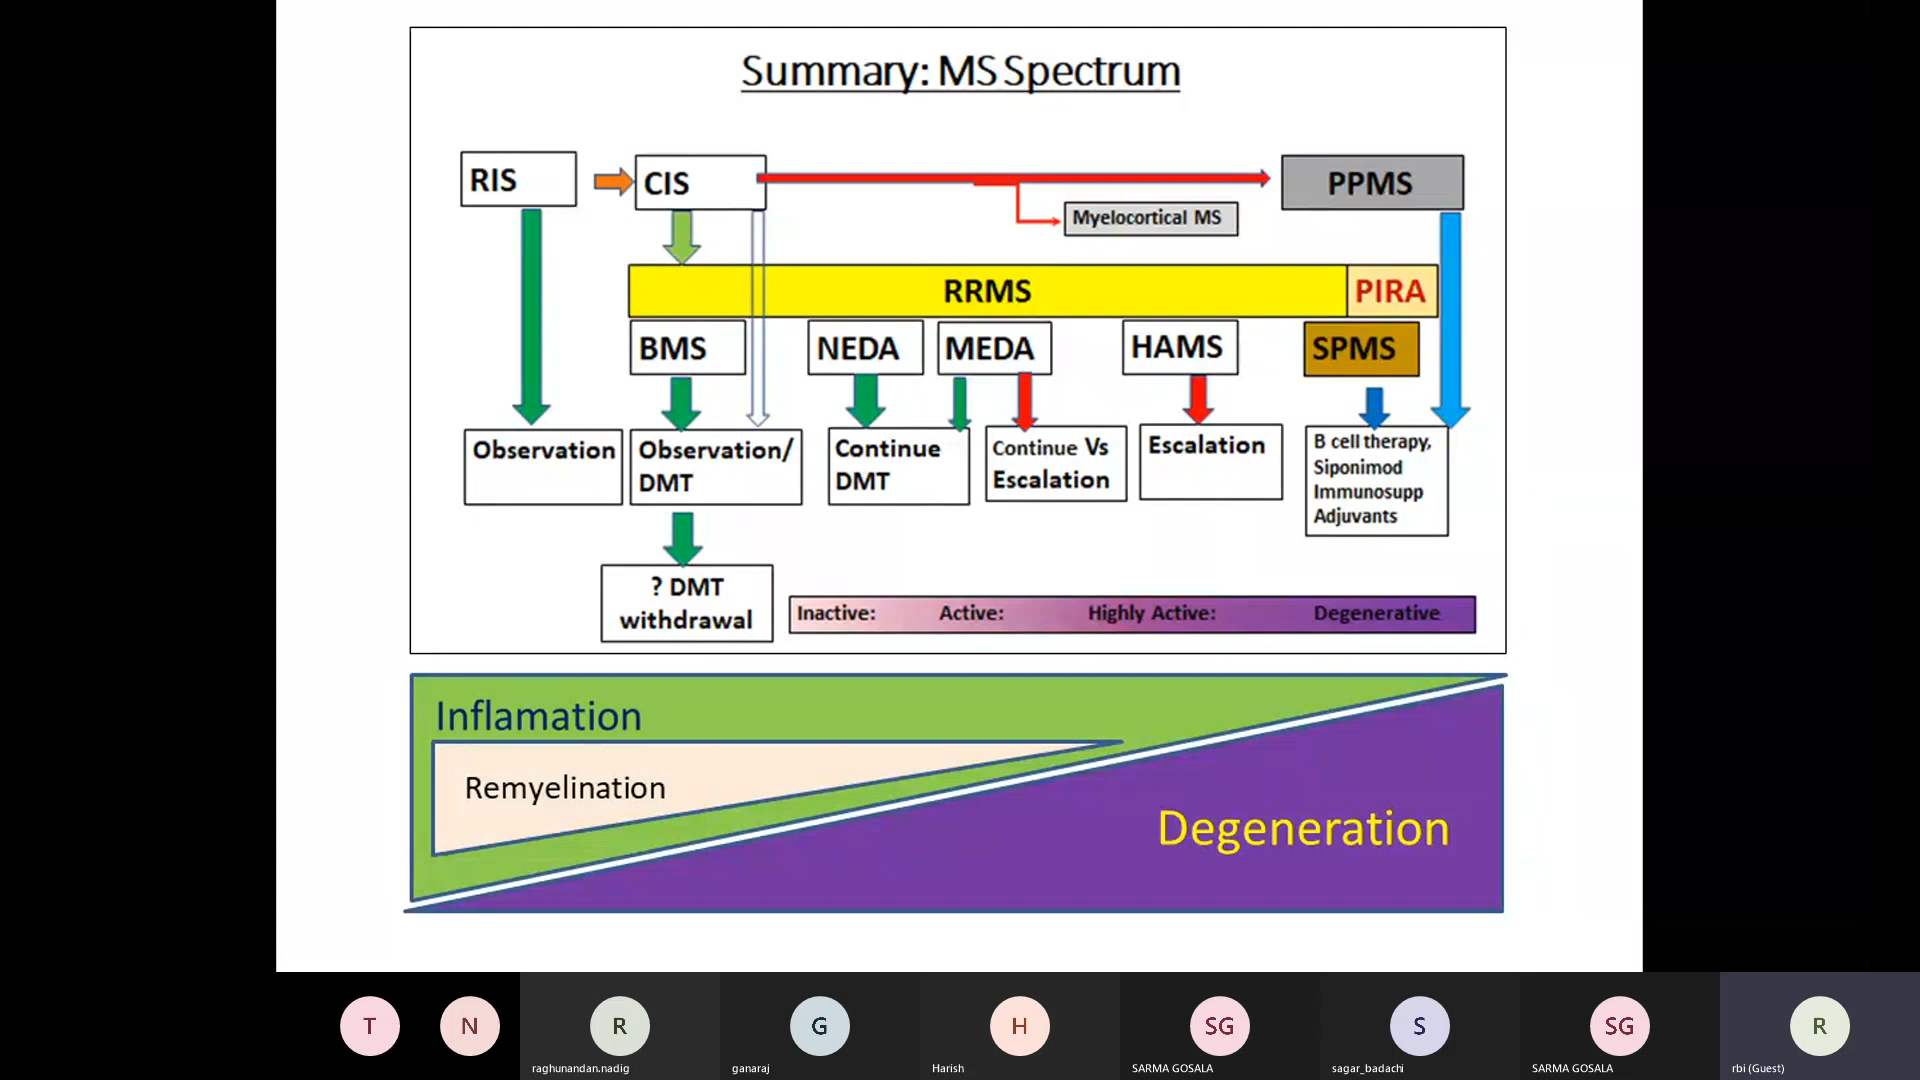 Summary: MS Spectrum
RIS
CIS
PPMS
Myelocortical MS
RRMS
PIRA
BMS
NEDA
MEDA
HAMS
SPMS
Observation
Observation/
DMT
Continue
DMT
Continue Vs
Escalation
Escalation
B cell therapy,
Siponimod
Immunosupp
Adjuvants
? DMT
withdrawal
Inactive: Active: Highly Active: Degenerative
Inflamation
Remyelination
Degeneration
T
N
R
G
H
SG
S
SG
R
raghunandan.nadig
ganaraj
Harish
SARMA GOSALA
sagar_badachi
SARMA GOSALA
rbi (Guest)